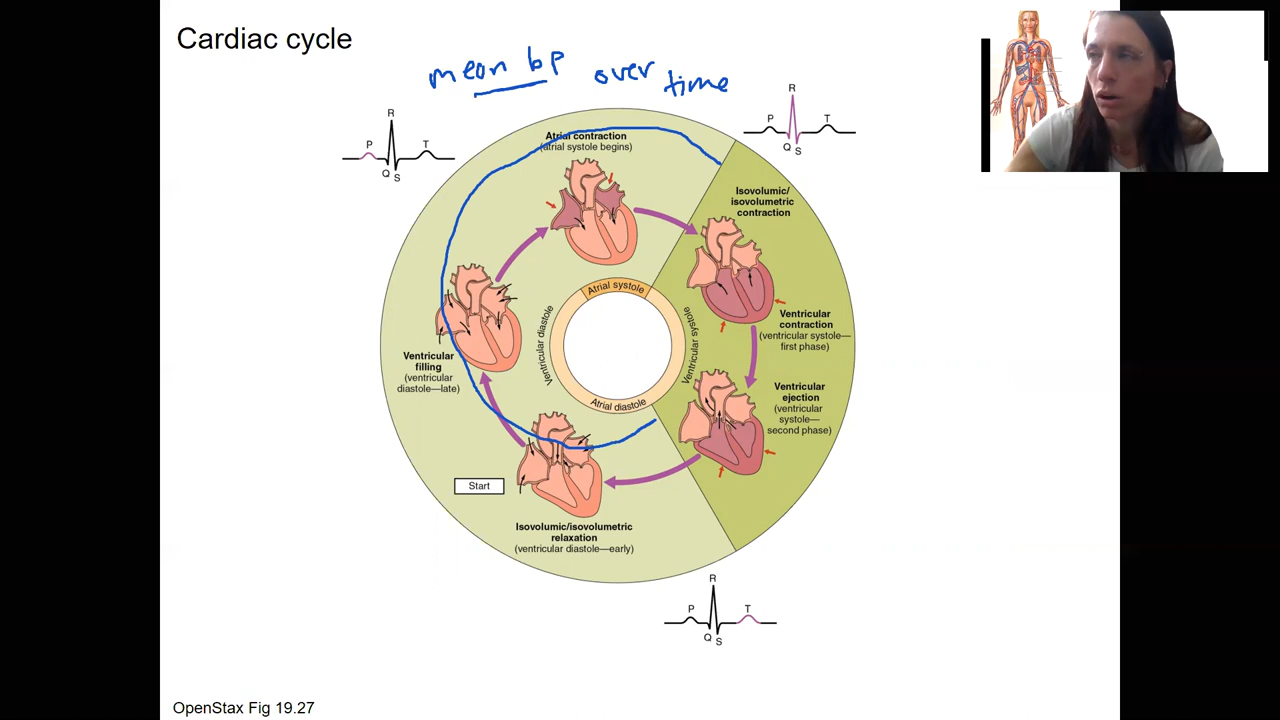 Cardiac cycle
mean bp over time
R
P
T
Q
S
R
P
T
Q
S
Atrial contraction
(atrial systole begins)
Isovolumic/
isovolumetric
contraction
Ventricular
contraction
(ventricular systole—
first phase)
Ventricular
ejection
(ventricular
systole—
second phase)
Isovolumic/isovolumetric
relaxation
(ventricular diastole—early)
Start
Ventricular
filling
(ventricular
diastole—late)
Atrial systole
Ventricular systole
Atrial diastole
Ventricular diastole
R
P
T
Q
S
OpenStax Fig 19.27